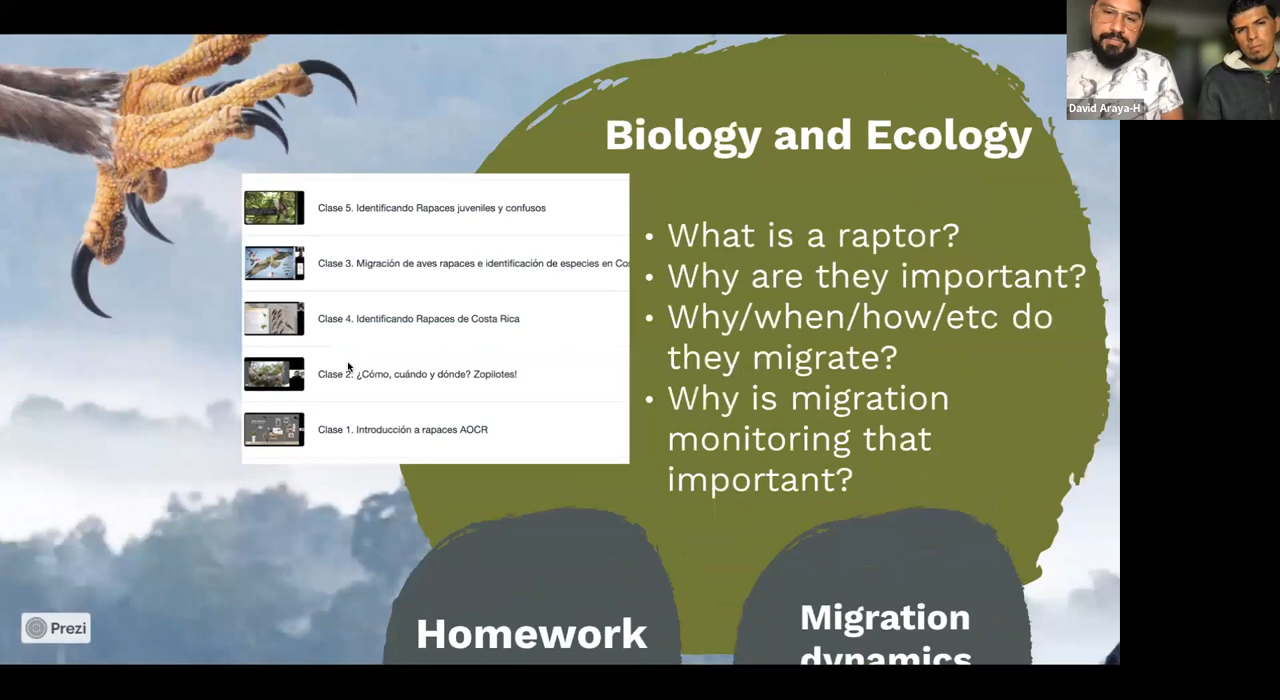 David Araya-H
Biology and Ecology
Clase 5. Identificando Rapaces juveniles y confusos
Clase 3. Migración de aves rapaces e identificación de especies en Cos
Clase 4. Identificando Rapaces de Costa Rica
Clase 2. ¿Cómo, cuándo y dónde? Zopilotes!
Clase 1. Introducción a rapaces AOCR
• What is a raptor?
• Why are they important?
• Why/when/how/etc do
they migrate?
• Why is migration
monitoring that
important?
Homework
Migration
dynamics
Prezi